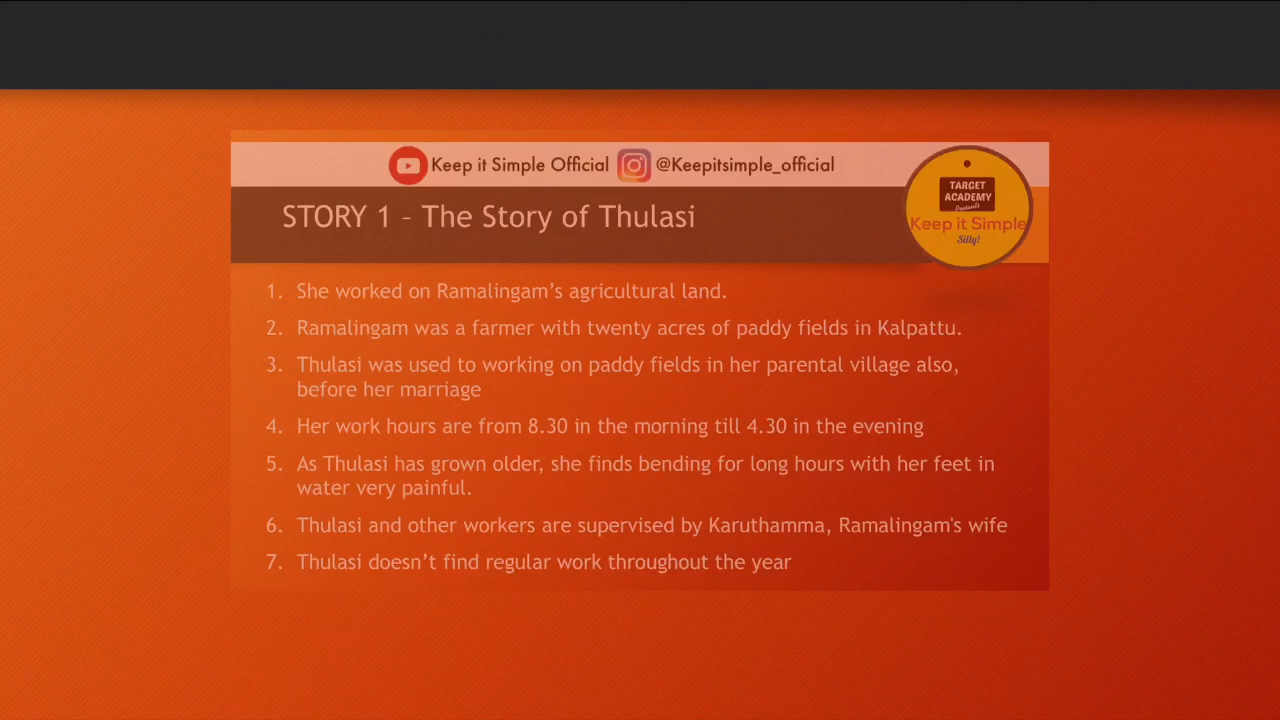 Keep it Simple Official @Keepitsimple_official
TARGET
ACADEMY
Presents
Keep it Simple
Silly!
STORY 1 – The Story of Thulasi
1. She worked on Ramalingam’s agricultural land.
2. Ramalingam was a farmer with twenty acres of paddy fields in Kalpattu.
3. Thulasi was used to working on paddy fields in her parental village also,
before her marriage
4. Her work hours are from 8.30 in the morning till 4.30 in the evening
5. As Thulasi has grown older, she finds bending for long hours with her feet in
water very painful.
6. Thulasi and other workers are supervised by Karuthamma, Ramalingam's wife
7. Thulasi doesn’t find regular work throughout the year